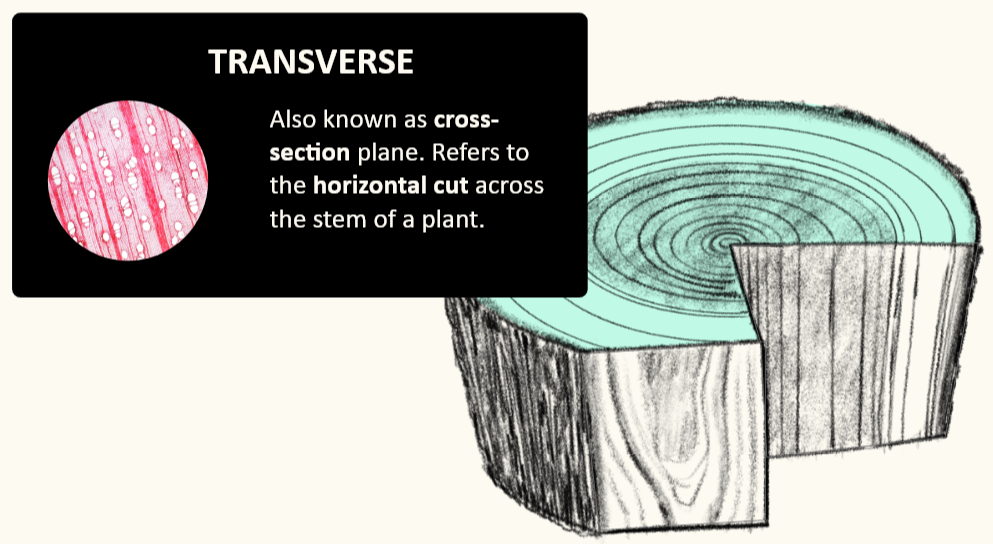 TRANSVERSE
Also known as cross-
section plane. Refers to
the horizontal cut across
the stem of a plant.